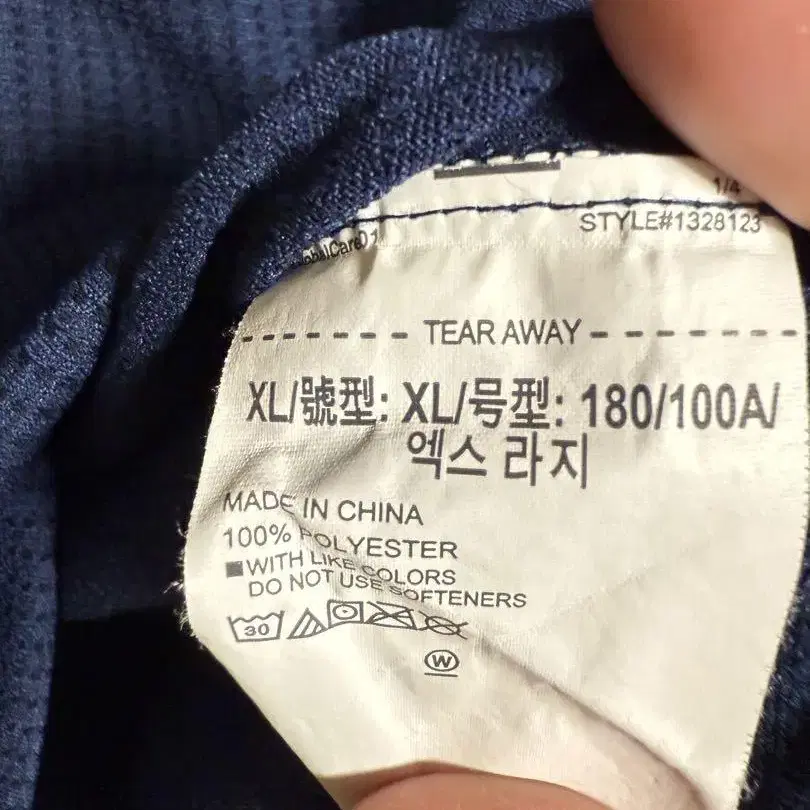 1/4
STYLE#1328123
TEAR AWAY
XL/號型: XL/号型: 180/100A/
엑스 라지
MADE IN CHINA
100% POLYESTER
WITH LIKE COLORS
DO NOT USE SOFTENERS
30
W